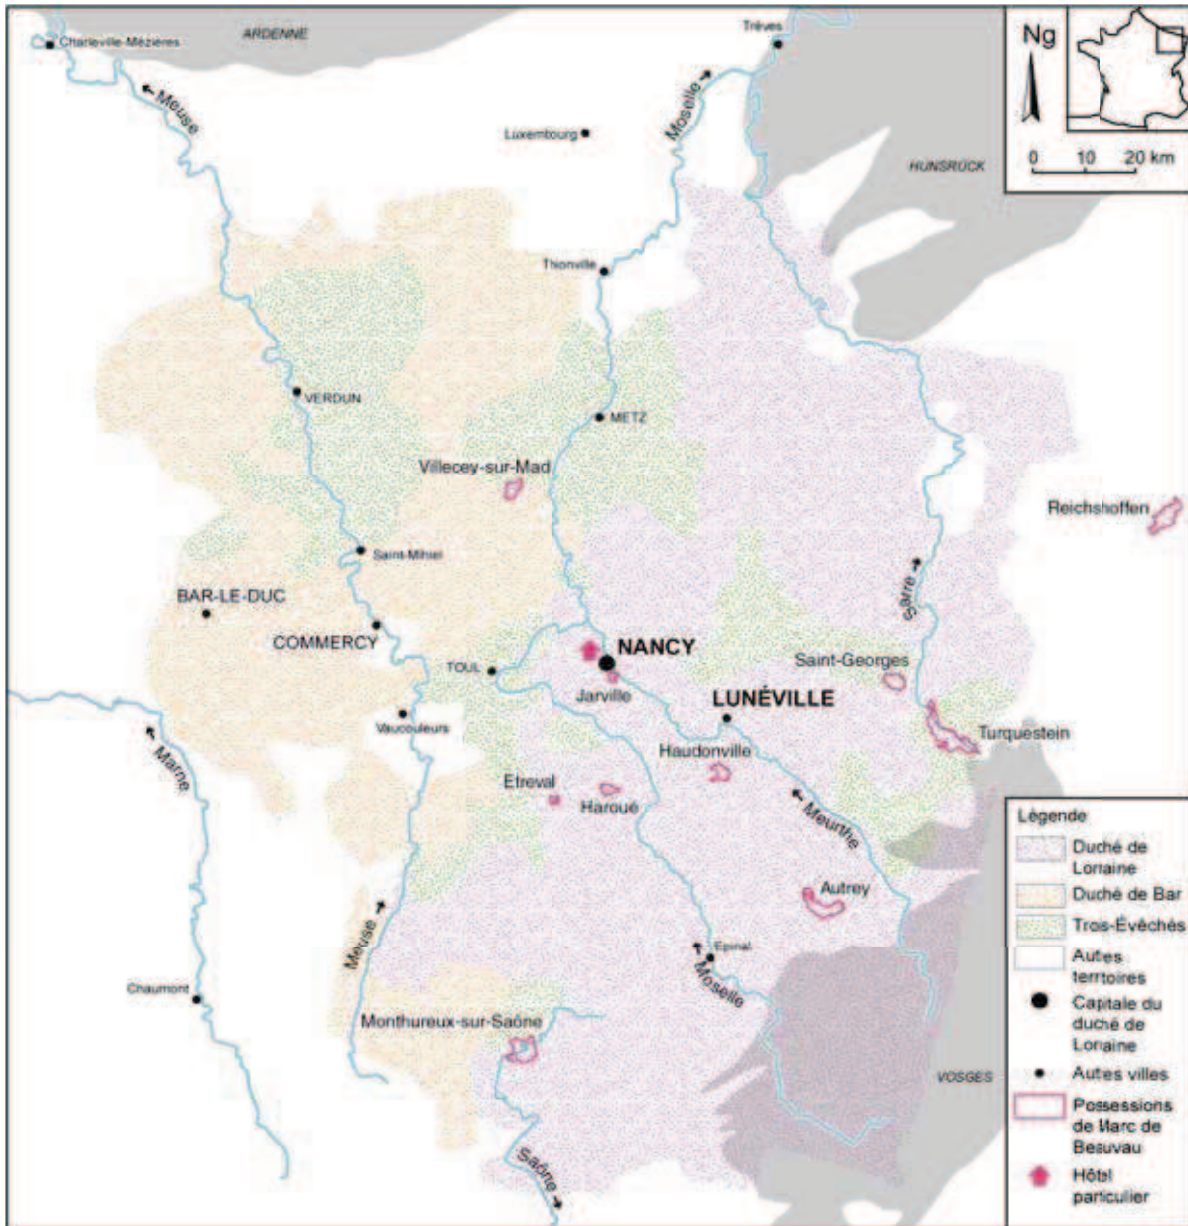 Charleville-Mézières
ARDENNE
Trèves
Ng
0 10 20 km
Meuse
Moselle
Luxembourg
HUNSRÜCK
Thionville
VERDUN
METZ
Villecey-sur-Mad
Reichshoffen
Saint-Mihiel
Sarre
BAR-LE-DUC
COMMERCY
NANCY
Saint-Georges
TOUL
Jarville
LUNÉVILLE
Vaucouleurs
Turquestein
Marne
Haudonville
Etreval
Haroué
Meurthe
Autrey
Meuse
Epinal
Moselle
Chaumont
Monthureux-sur-Saône
VOSGES
Saône
Légende
Duché de
Lorraine
Duché de Bar
Tros-Évêchés
Autres
territoires
Capitale du
duché de
Lorraine
Autres villes
Possessions
de Marc de
Beauvau
Hôtel
particulier